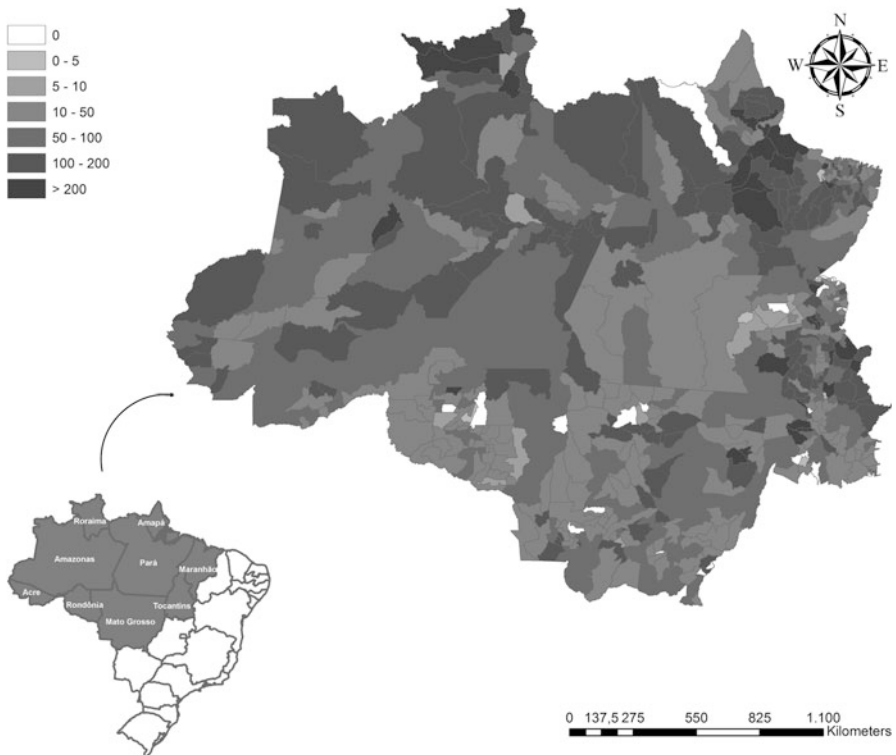 0
0 - 5
5 - 10
10 - 50
50 - 100
100 - 200
> 200
N
W E
S
Roraima
Amapá
Amazonas
Pará
Maranhão
Acre
Rondônia
Tocantins
Mato Grosso
0 137,5 275 550 825 1.100
Kilometers